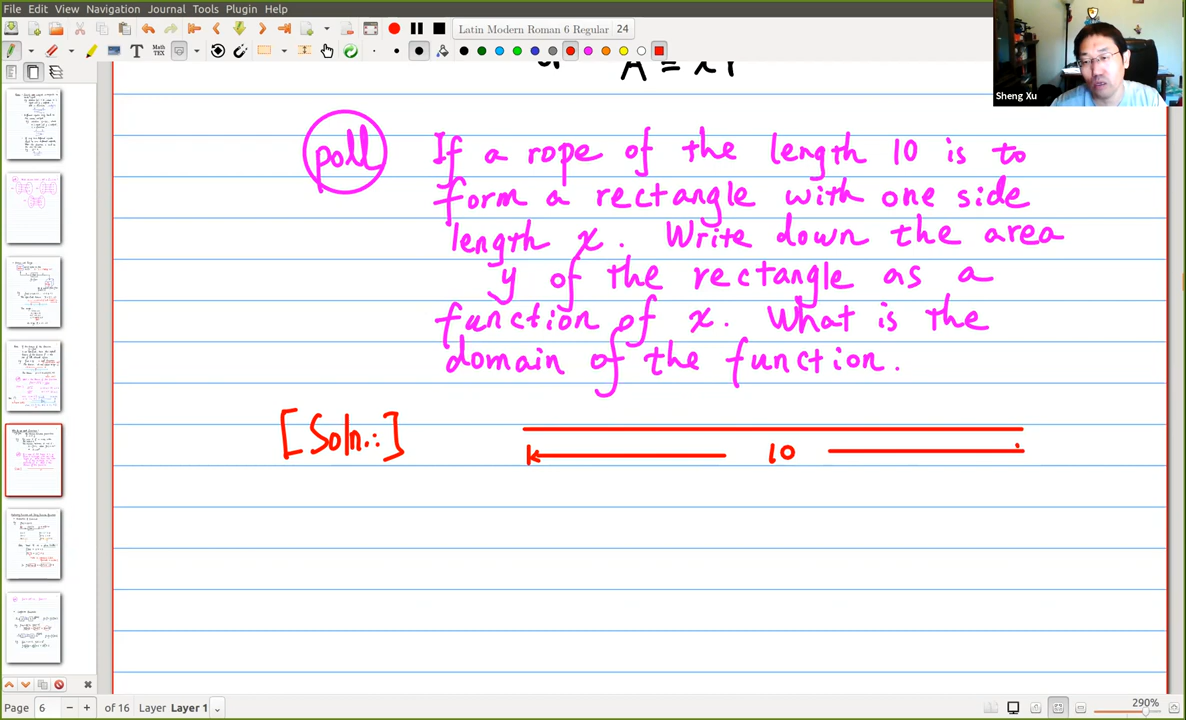 File Edit View Navigation Journal Tools Plugin Help
Latin Modern Roman 6 Regular 24
Sheng Xu
poll
If a rope of the length 10 is to
form a rectangle with one side
length x. Write down the area
y of the rectangle as a
function of x. What is the
domain of the function.
[Soln.:]
10
Page 6 of 16 Layer Layer 1
290%